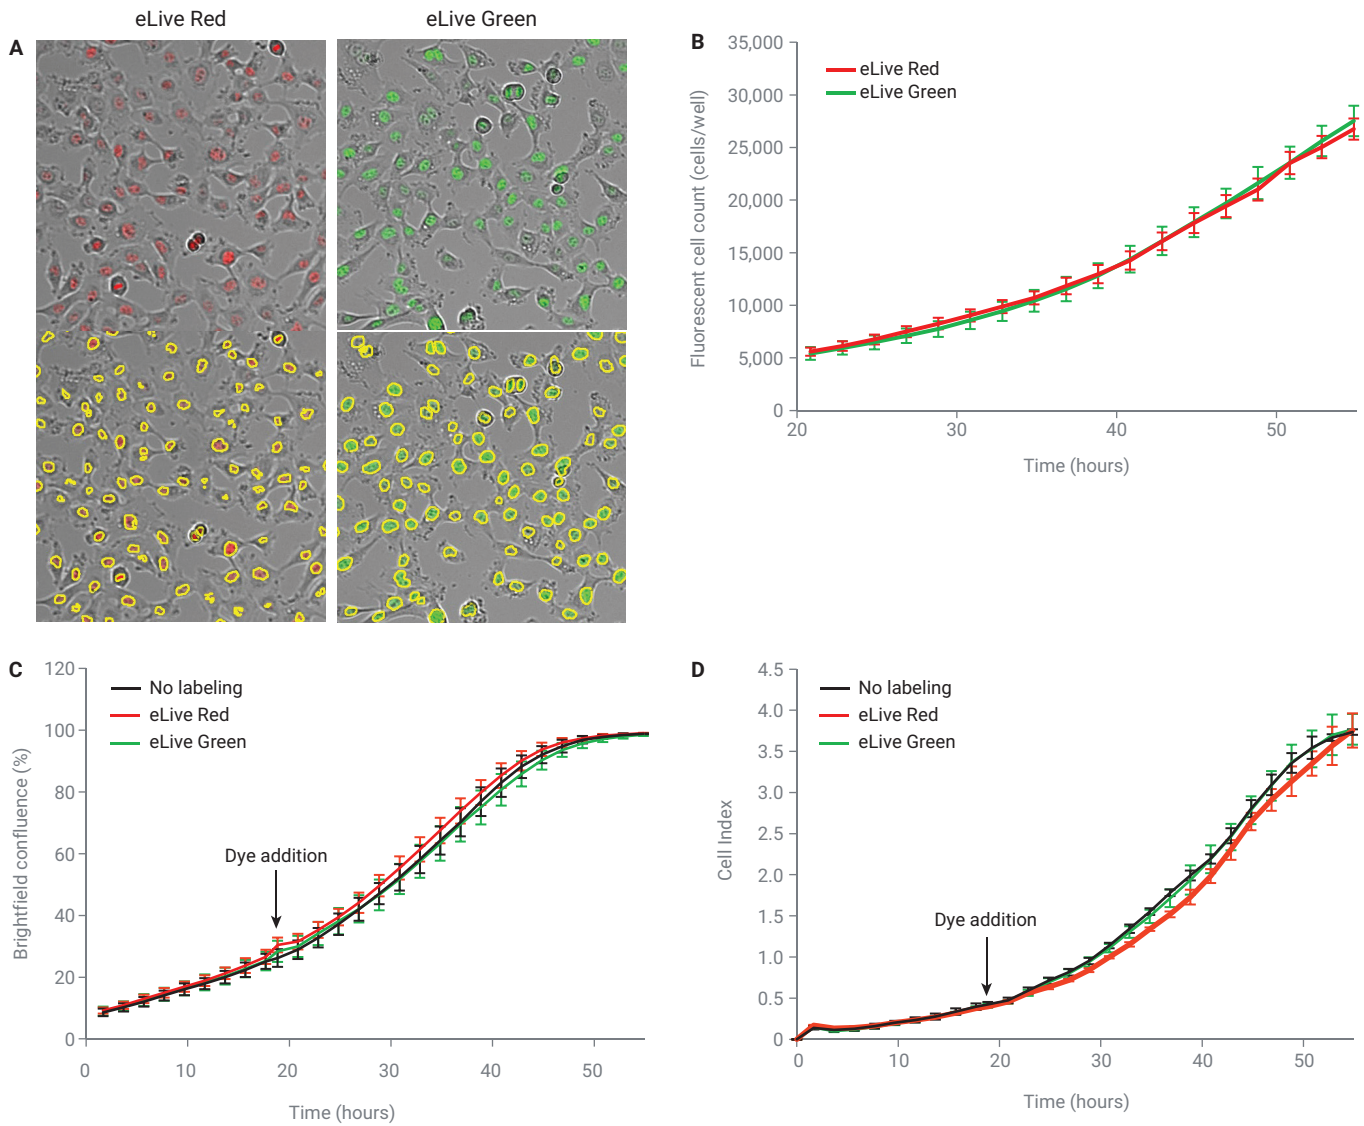 eLive Red
eLive Green
A
B
35,000
30,000
25,000
20,000
15,000
10,000
5,000
0
Fluorescent cell count (cells/well)
eLive Red
eLive Green
20
30
40
50
Time (hours)
C
120
100
80
60
40
20
0
Brightfield confluence (%)
No labeling
eLive Red
eLive Green
Dye addition
0
10
20
30
40
50
Time (hours)
D
4.5
4.0
3.5
3.0
2.5
2.0
1.5
1.0
0.5
0
Cell Index
No labeling
eLive Red
eLive Green
Dye addition
0
10
20
30
40
50
Time (hours)